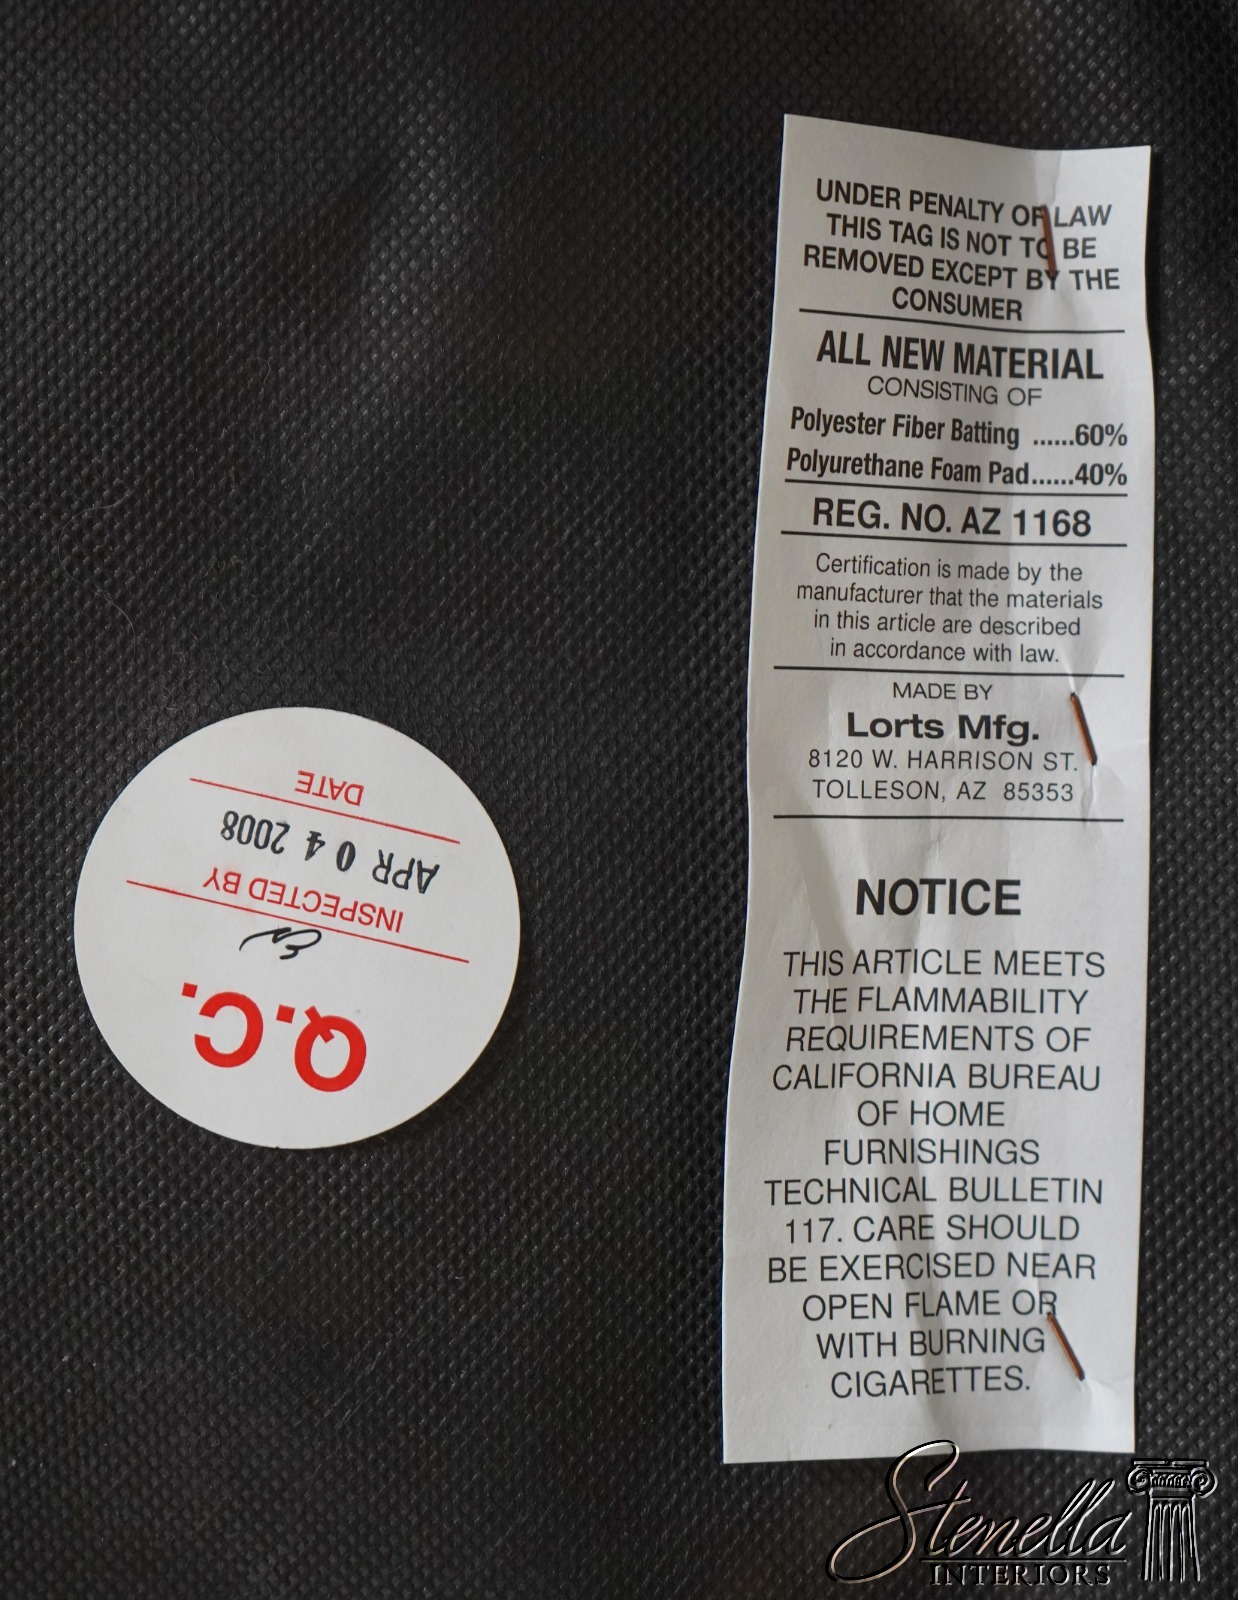 UNDER PENALTY OF LAW
THIS TAG IS NOT TO BE
REMOVED EXCEPT BY THE
CONSUMER
ALL NEW MATERIAL
CONSISTING OF
Polyester Fiber Batting ......60%
Polyurethane Foam Pad......40%
REG. NO. AZ 1168
Certification is made by the
manufacturer that the materials
in this article are described
in accordance with law.
MADE BY
Lorts Mfg.
8120 W. HARRISON ST.
TOLLESON, AZ 85353
NOTICE
THIS ARTICLE MEETS
THE FLAMMABILITY
REQUIREMENTS OF
CALIFORNIA BUREAU
OF HOME
FURNISHINGS
TECHNICAL BULLETIN
117. CARE SHOULD
BE EXERCISED NEAR
OPEN FLAME OR
WITH BURNING
CIGARETTES.
Q.C.
INSPECTED BY
APR 04 2008
DATE
Stenella
INTERIORS